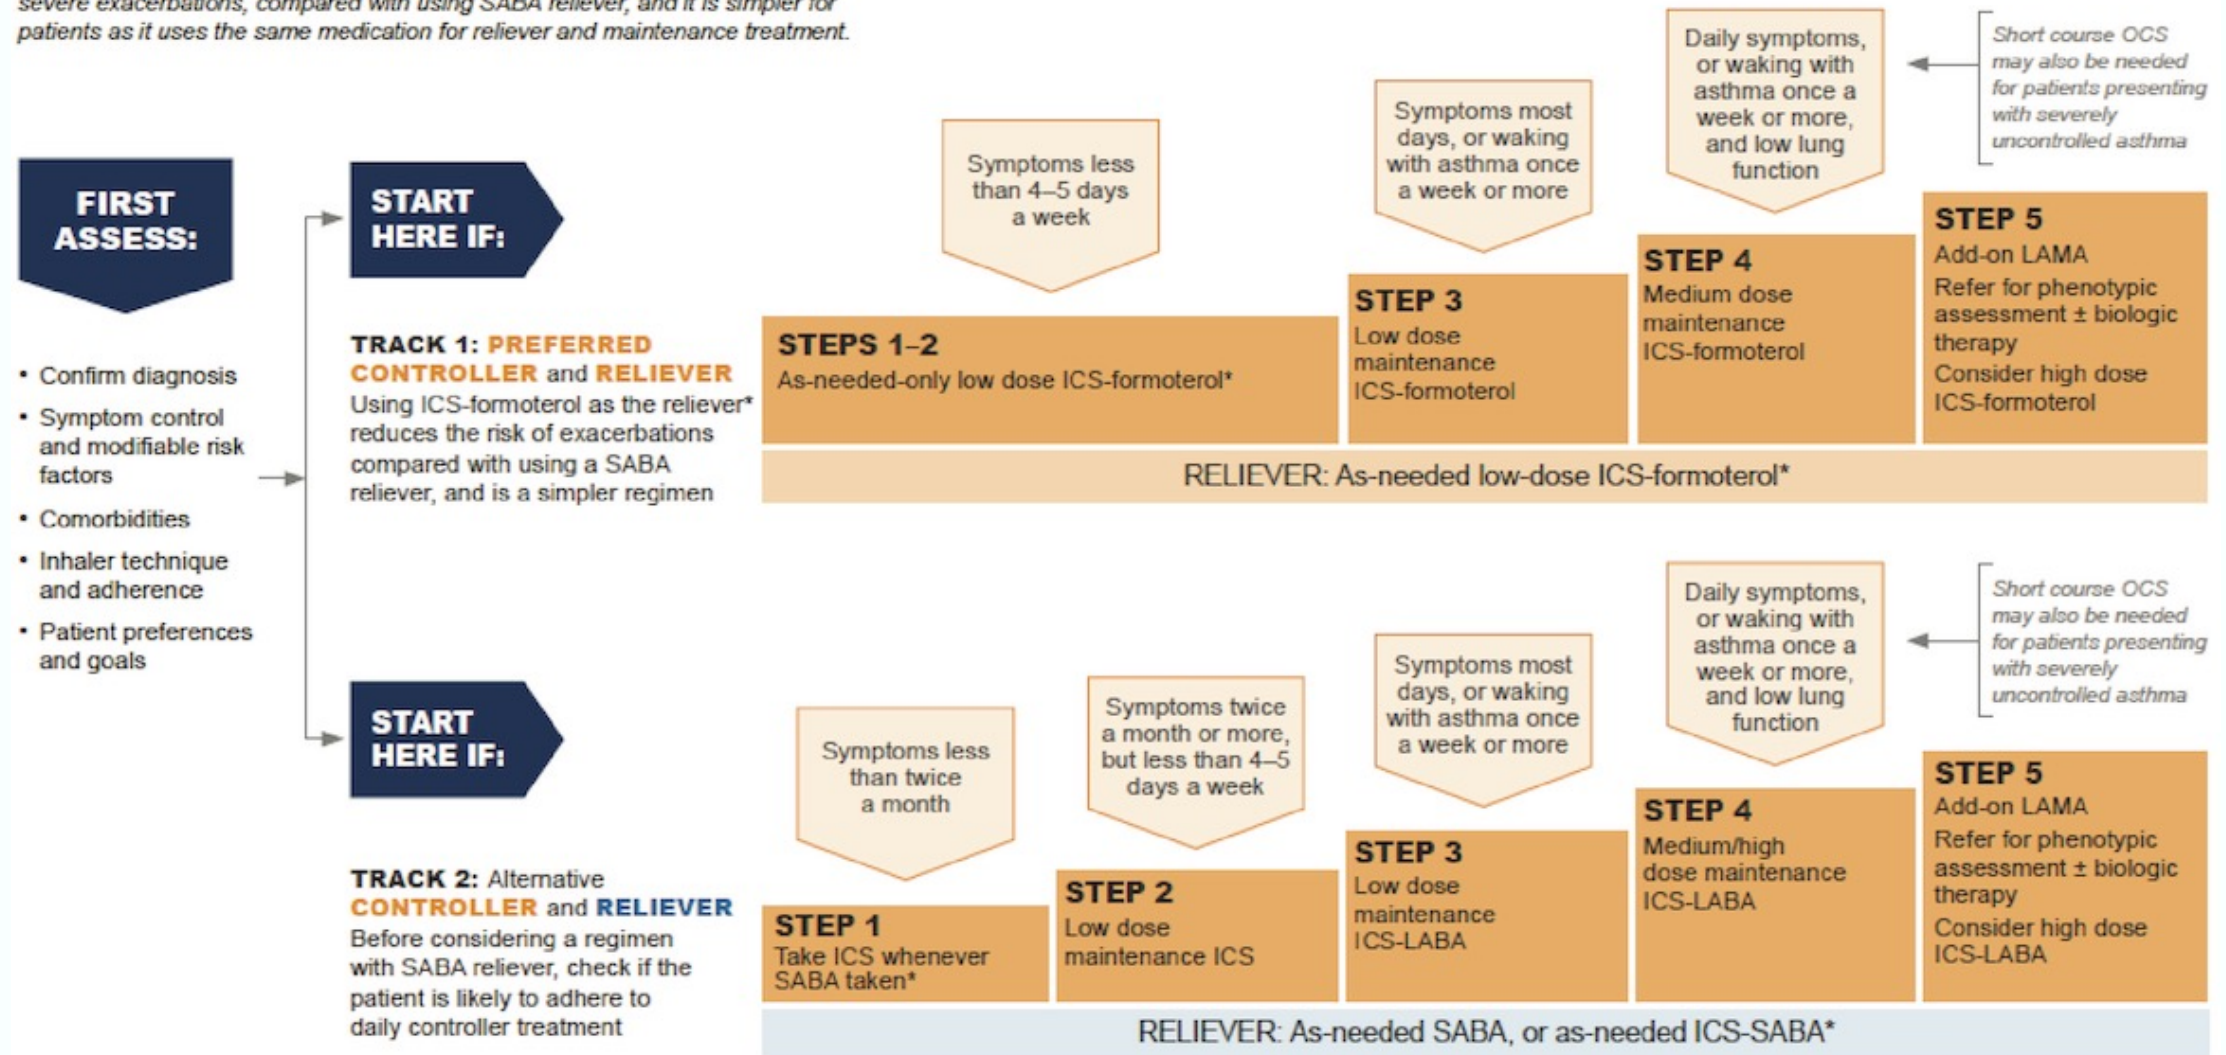 severe exacerbations, compared with using SABA reliever, and it is simpler for
patients as it uses the same medication for reliever and maintenance treatment.
FIRST
ASSESS:
• Confirm diagnosis
• Symptom control
and modifiable risk
factors
• Comorbidities
• Inhaler technique
and adherence
• Patient preferences
and goals
START
HERE IF:
TRACK 1: PREFERRED
CONTROLLER and RELIEVER
Using ICS-formoterol as the reliever*
reduces the risk of exacerbations
compared with using a SABA
reliever, and is a simpler regimen
Symptoms less
than 4–5 days
a week
Symptoms most
days, or waking
with asthma once
a week or more
Daily symptoms,
or waking with
asthma once a
week or more,
and low lung
function
Short course OCS
may also be needed
for patients presenting
with severely
uncontrolled asthma
STEPS 1–2
As-needed-only low dose ICS-formoterol*
STEP 3
Low dose
maintenance
ICS-formoterol
STEP 4
Medium dose
maintenance
ICS-formoterol
STEP 5
Add-on LAMA
Refer for phenotypic
assessment ± biologic
therapy
Consider high dose
ICS-formoterol
RELIEVER: As-needed low-dose ICS-formoterol*
START
HERE IF:
TRACK 2: Alternative
CONTROLLER and RELIEVER
Before considering a regimen
with SABA reliever, check if the
patient is likely to adhere to
daily controller treatment
Symptoms less
than twice
a month
Symptoms twice
a month or more,
but less than 4–5
days a week
Symptoms most
days, or waking
with asthma once
a week or more
Daily symptoms,
or waking with
asthma once a
week or more,
and low lung
function
Short course OCS
may also be needed
for patients presenting
with severely
uncontrolled asthma
STEP 1
Take ICS whenever
SABA taken*
STEP 2
Low dose
maintenance ICS
STEP 3
Low dose
maintenance
ICS-LABA
STEP 4
Medium/high
dose maintenance
ICS-LABA
STEP 5
Add-on LAMA
Refer for phenotypic
assessment ± biologic
therapy
Consider high dose
ICS-LABA
RELIEVER: As-needed SABA, or as-needed ICS-SABA*